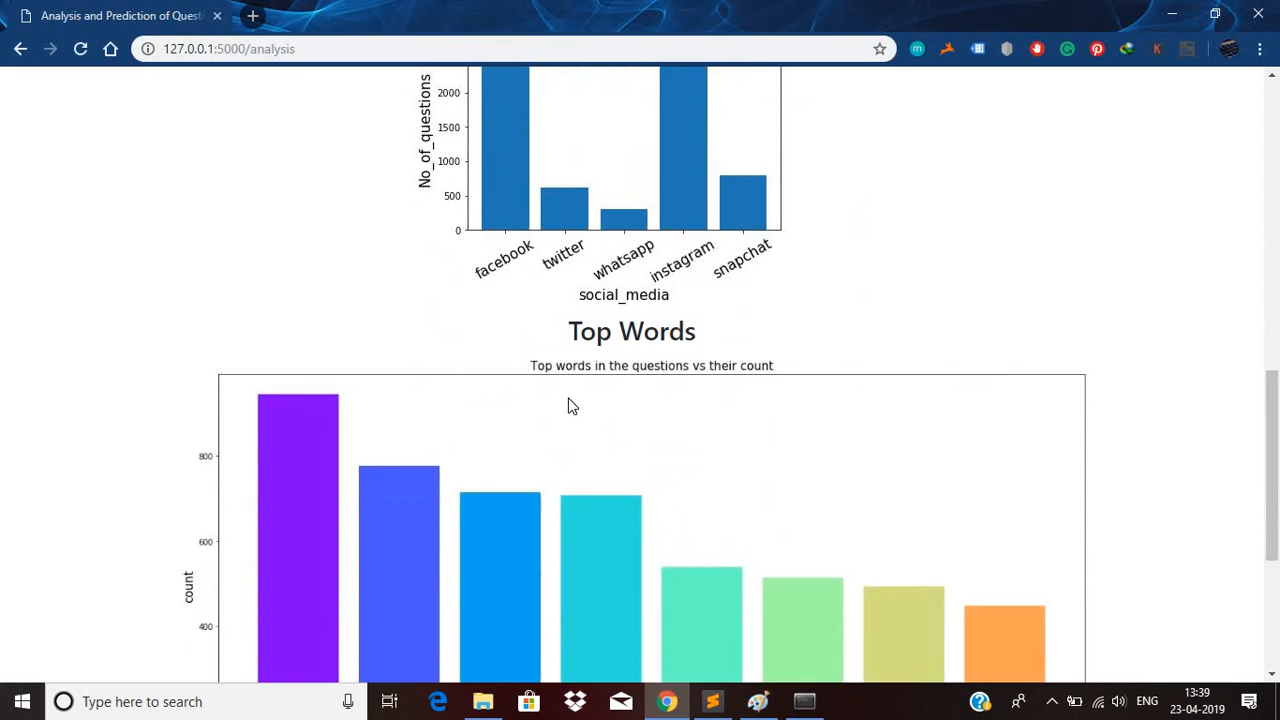 Analysis and Prediction of Quest
127.0.0.1:5000/analysis
No_of_questions
2000
1500
1000
500
0
facebook
twitter
whatsapp
instagram
snapchat
social_media
Top Words
Top words in the questions vs their count
count
800
600
400
Type here to search
ENG
13:39
23-04-2019